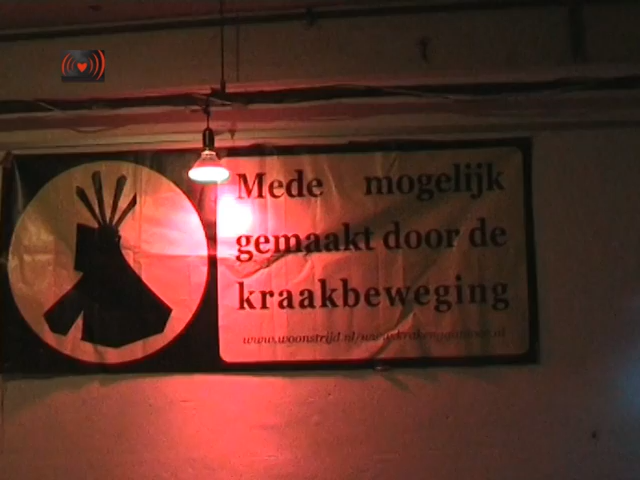 Mede mogelijk
gemaakt door de
kraakbeweging
www.woonstrijd.nl/